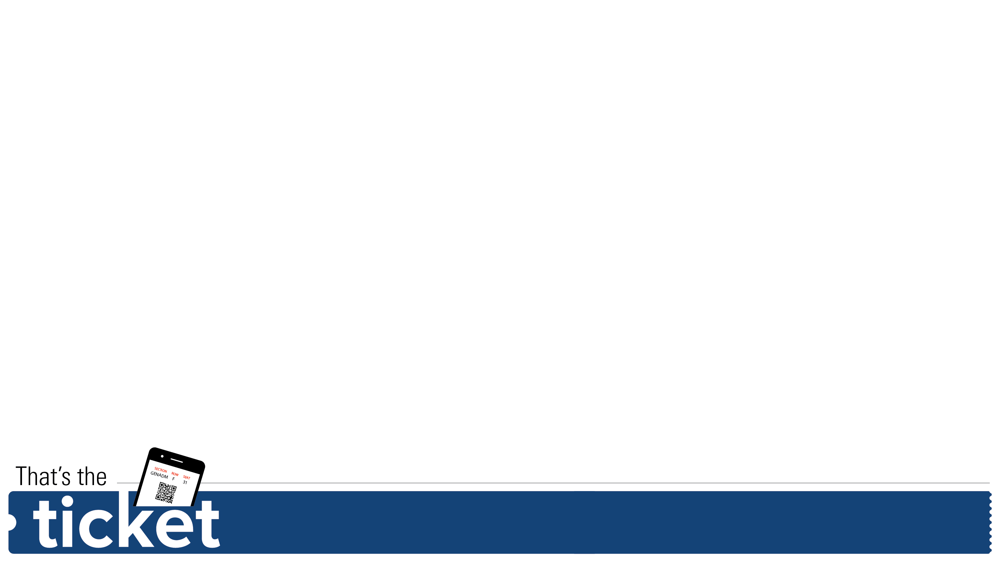 That’s the
SECTION ROW SEAT
GENADM F 31
ticket